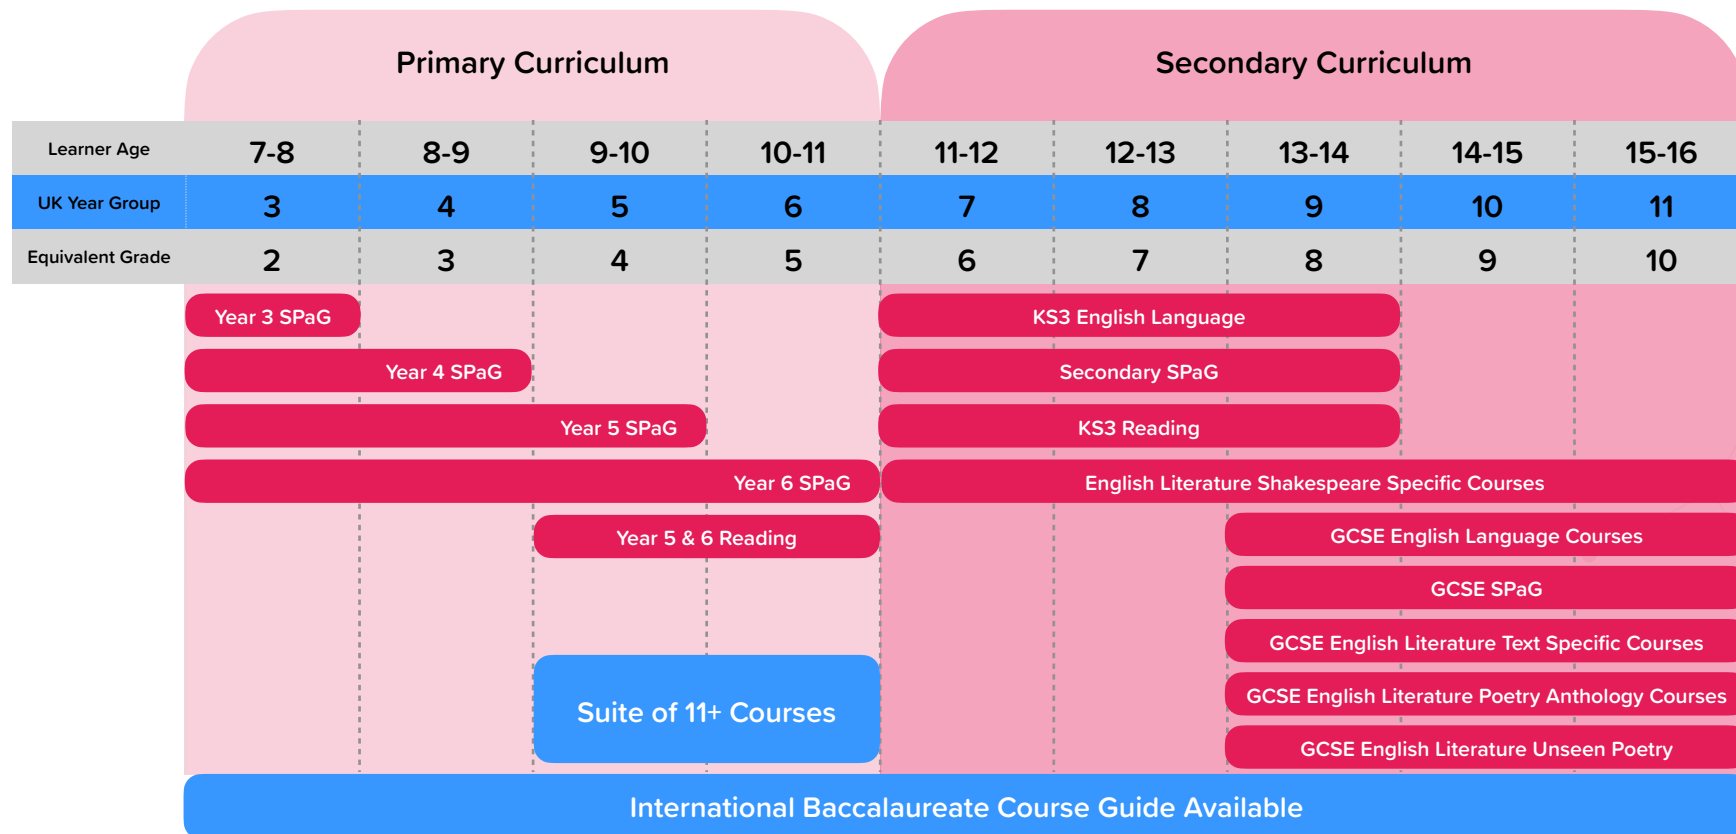 Primary Curriculum Secondary Curriculum
Learner Age 7-8 8-9 9-10 10-11 11-12 12-13 13-14 14-15 15-16
UK Year Group 3 4 5 6 7 8 9 10 11
Equivalent Grade 2 3 4 5 6 7 8 9 10
Year 3 SPaG KS3 English Language
Year 4 SPaG Secondary SPaG
Year 5 SPaG KS3 Reading
Year 6 SPaG English Literature Shakespeare Specific Courses
Year 5 & 6 Reading GCSE English Language Courses
GCSE SPaG
GCSE English Literature Text Specific Courses
GCSE English Literature Poetry Anthology Courses
Suite of 11+ Courses
GCSE English Literature Unseen Poetry
International Baccalaureate Course Guide Available